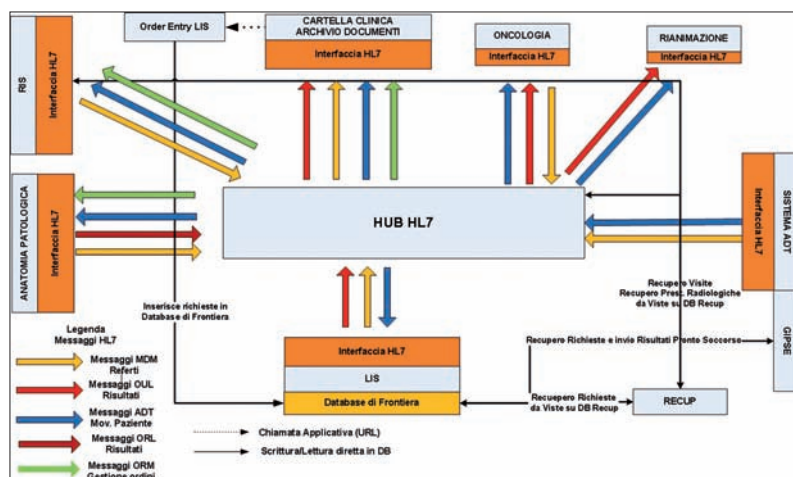 Order Entry LIS
CARTELLA CLINICA
ARCHIVIO DOCUMENTI
Interfaccia HL7
ONCOLOGIA
Interfaccia HL7
RIANIMAZIONE
Interfaccia HL7
RIS
Interfaccia HL7
ANATOMIA PATOLOGICA
Interfaccia HL7
HUB HL7
Interfaccia HL7
SISTEMA ADT
GIPSE
Inserisce richieste in
Database di Frontiera
Recupero Visite
Recupero Presc. Radiologiche
da Viste su DB Recup
Recupero Richieste e invio Risultati Pronto Soccorso
Interfaccia HL7
LIS
Database di Frontiera
Recuepero Richieste
da Viste su DB Recup
RECUP
Legenda
Messaggi HL7
Messaggi MDM
Referti
Messaggi OUL
Risultati
Messaggi ADT
Mov. Paziente
Messaggi ORL
Risultati
Messaggi ORM
Gestione ordini
Chiamata Applicativa (URL)
Scrittura/Lettura diretta in DB